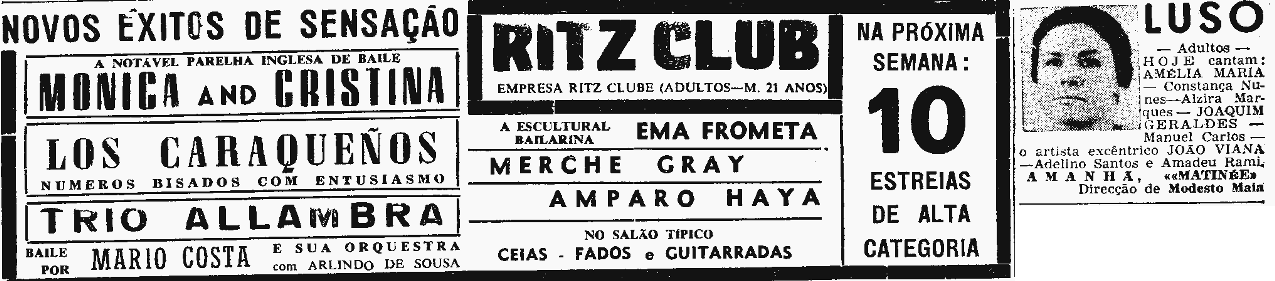 NOVOS ÊXITOS DE SENSAÇÃO
A NOTÁVEL PARELHA INGLESA DE BAILE
MONICA AND CRISTINA
LOS CARAQUEÑOS
NUMEROS BISADOS COM ENTUSIASMO
TRIO ALLAMBRA
BAILE POR
MARIO COSTA
E SUA ORQUESTRA
com ARLINDO DE SOUSA
RITZ CLUB
EMPRESA RITZ CLUBE (ADULTOS—M. 21 ANOS)
A ESCULTURAL
BAILARINA
EMA FROMETA
MERCHE GRAY
AMPARO HAYA
NO SALÃO TÍPICO
CEIAS - FADOS e GUITARRADAS
NA PRÓXIMA
SEMANA:
10
ESTREIAS
DE ALTA
CATEGORIA
LUSO
— Adultos —
HOJE cantam:
AMÉLIA MARIA
— Constança Nu-
nes—Alzira Mar-
ques — JOAQUIM
GERALDES —
Manuel Carlos —
o artista excêntrico JOÃO VIANA
—Adelino Santos e Amadeu Rami.
AMANHÃ, ««MATINÉE»
Direcção de Modesto Maia